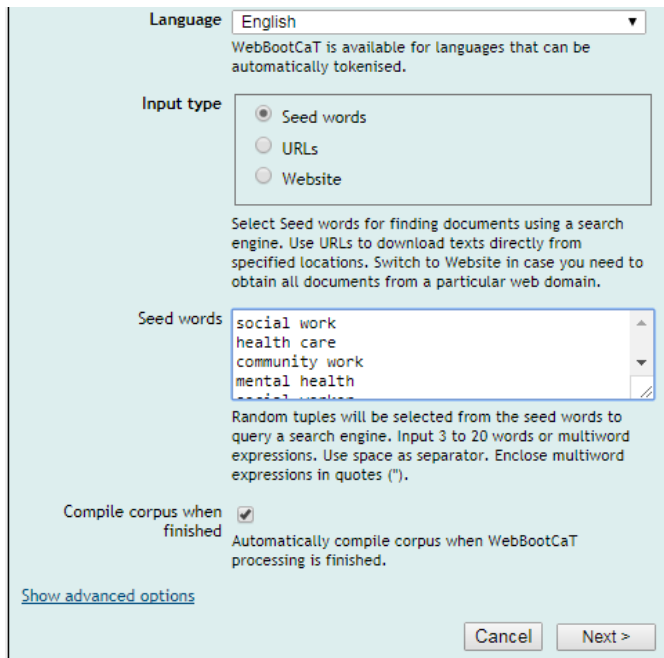 Language English
WebBootCaT is available for languages that can be
automatically tokenised.
Input type
Seed words
URLs
Website
Select Seed words for finding documents using a search
engine. Use URLs to download texts directly from
specified locations. Switch to Website in case you need to
obtain all documents from a particular web domain.
Seed words
social work
health care
community work
mental health
social worker
Random tuples will be selected from the seed words to
query a search engine. Input 3 to 20 words or multiword
expressions. Use space as separator. Enclose multiword
expressions in quotes (").
Compile corpus when
finished
Automatically compile corpus when WebBootCaT
processing is finished.
Show advanced options
Cancel Next >